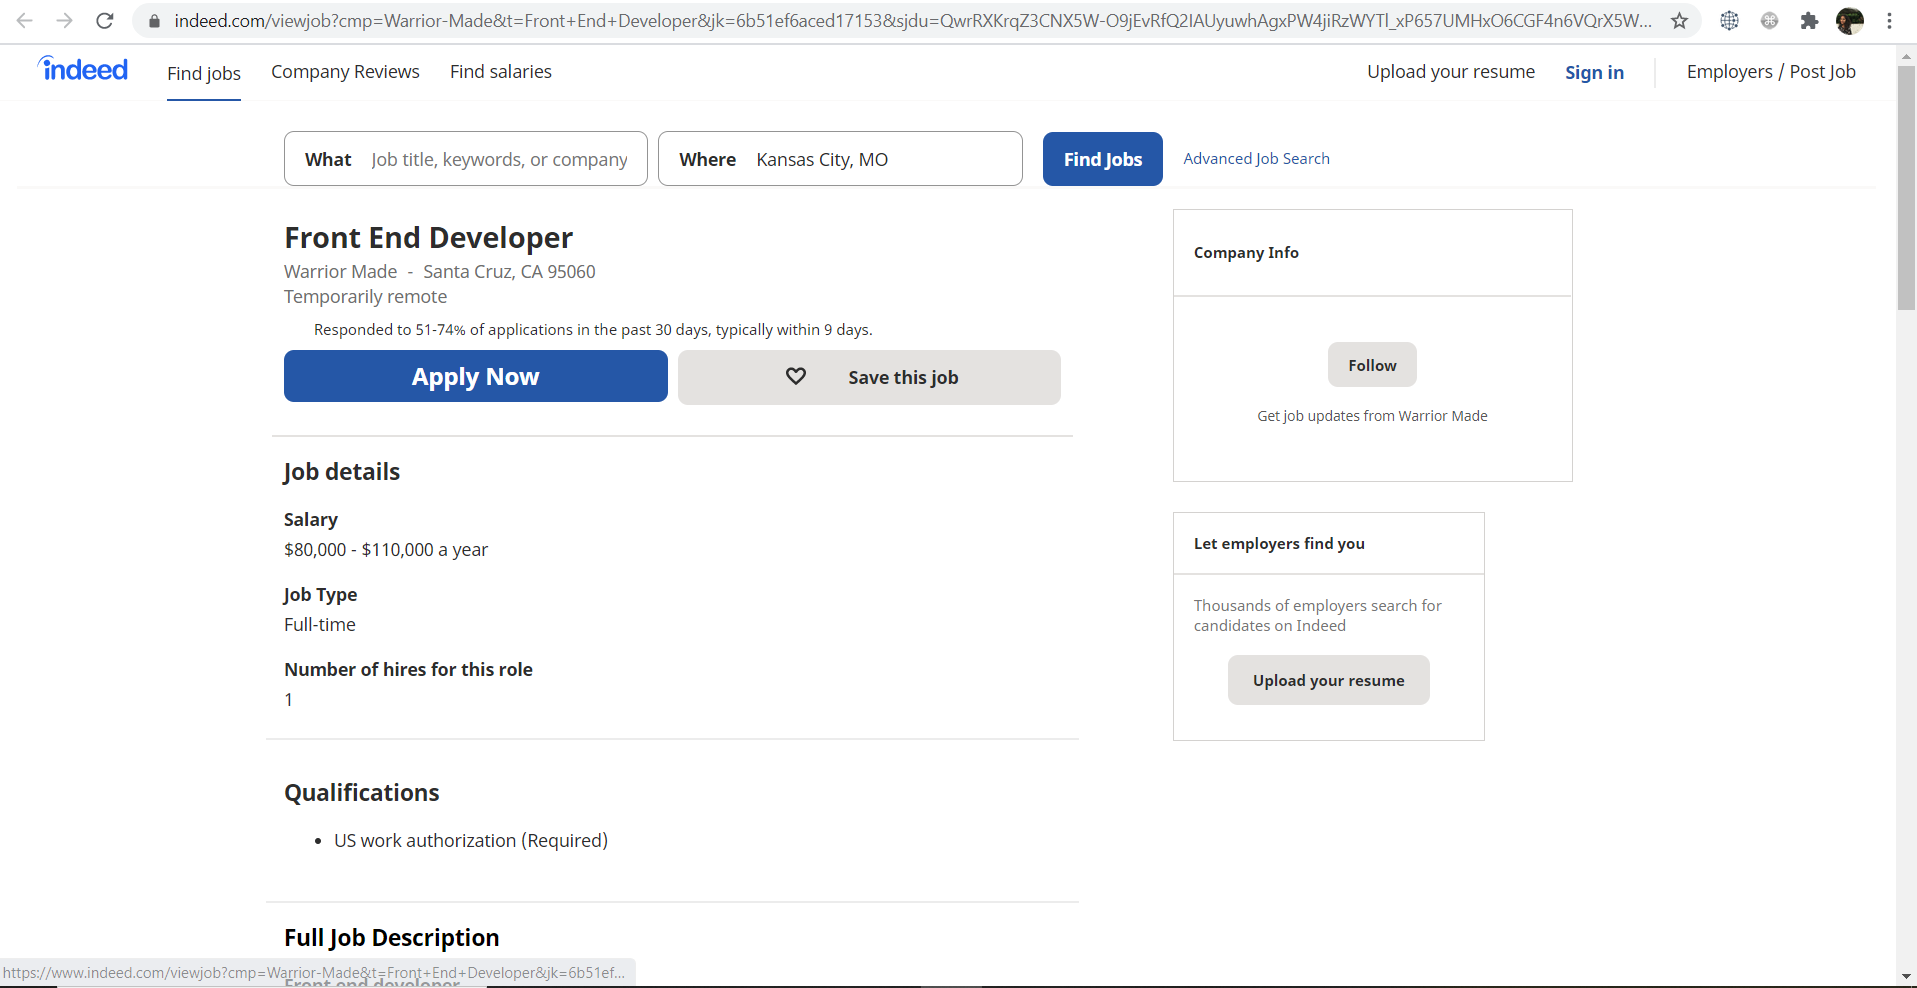 indeed.com/viewjob?cmp=Warrior-Made&t=Front+End+Developer&jk=6b51ef6aced17153&sjdu=QwrRXKrqZ3CNX5W-O9jEvRfQ2IAUyuwhAgxPW4jiRzWYTl_xP657UMHxO6CGF4n6VQrX5W...
indeed
Find jobs
Company Reviews
Find salaries
Upload your resume
Sign in
Employers / Post Job
What Job title, keywords, or company
Where Kansas City, MO
Find Jobs
Advanced Job Search
Front End Developer
Warrior Made - Santa Cruz, CA 95060
Temporarily remote
Responded to 51-74% of applications in the past 30 days, typically within 9 days.
Apply Now
Save this job
Job details
Salary
$80,000 - $110,000 a year
Job Type
Full-time
Number of hires for this role
1
Qualifications
• US work authorization (Required)
Full Job Description
Front end developer
https://www.indeed.com/viewjob?cmp=Warrior-Made&t=Front+End+Developer&jk=6b51ef...
Company Info
Follow
Get job updates from Warrior Made
Let employers find you
Thousands of employers search for
candidates on Indeed
Upload your resume